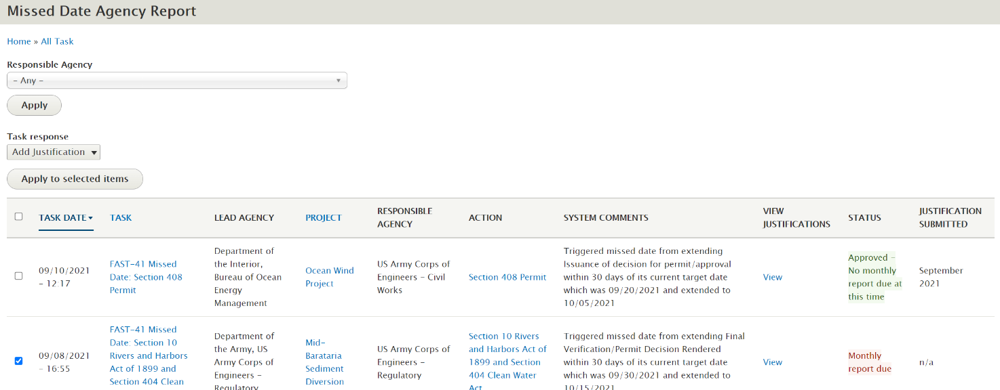 Missed Date Agency Report
Home » All Task
Responsible Agency
- Any -
Apply
Task response
Add Justification
Apply to selected items
TASK DATE
TASK
LEAD AGENCY
PROJECT
RESPONSIBLE
AGENCY
ACTION
SYSTEM COMMENTS
VIEW
JUSTIFICATIONS
STATUS
JUSTIFICATION
SUBMITTED
09/10/2021
- 12:17
FAST-41 Missed
Date: Section 408
Permit
Department of
the Interior,
Bureau of Ocean
Energy
Management
Ocean Wind
Project
US Army Corps of
Engineers - Civil
Works
Section 408 Permit
Triggered missed date from extending
Issuance of decision for permit/approval
within 30 days of its current target date
which was 09/20/2021 and extended to
10/05/2021
View
Approved -
No monthly
report due at
this time
September
2021
09/08/2021
- 16:55
FAST-41 Missed
Date: Section 10
Rivers and Harbors
Act of 1899 and
Section 404 Clean
Department of
the Army, US
Army Corps of
Engineers -
Regulatory
Mid-
Barataria
Sediment
Diversion
US Army Corps of
Engineers -
Regulatory
Section 10 Rivers
and Harbors Act of
1899 and Section
404 Clean Water
Act
Triggered missed date from extending Final
Verification/Permit Decision Rendered
within 30 days of its current target date
which was 09/30/2021 and extended to
10/15/2021
View
Monthly
report due
n/a